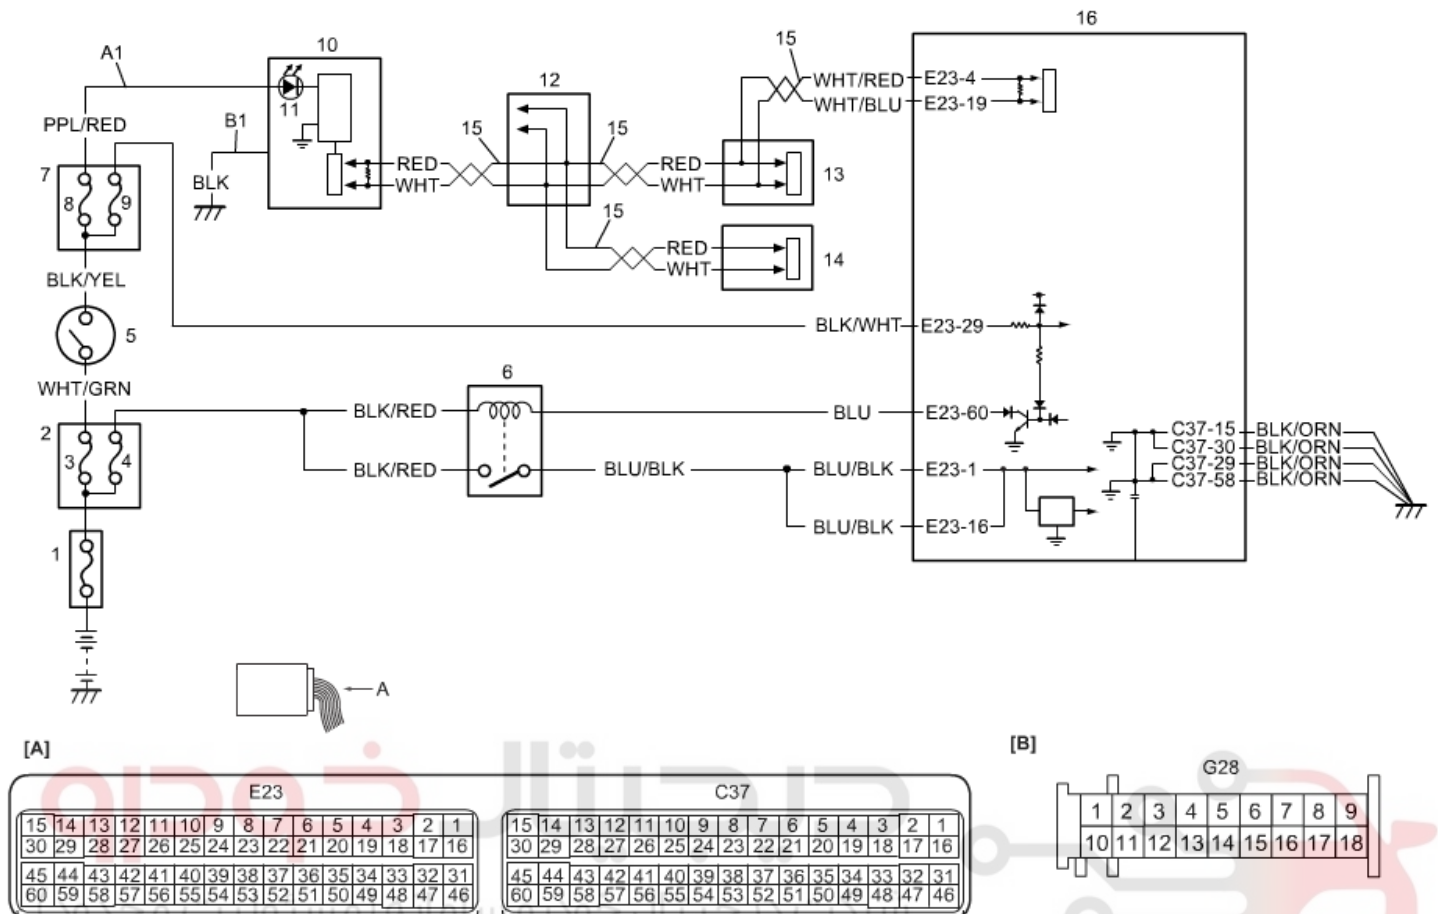 16
A1
10
15
12
11
WHT/RED
E23-4
WHT/BLU
E23-19
PPL/RED
B1
15
15
7
8
9
BLK
RED
WHT
RED
WHT
13
15
RED
WHT
14
BLK/YEL
5
BLK/WHT
E23-29
WHT/GRN
6
2
3
4
BLK/RED
BLU
E23-60
BLK/RED
BLU/BLK
BLU/BLK
E23-1
BLU/BLK
E23-16
C37-15 BLK/ORN
C37-30 BLK/ORN
C37-29 BLK/ORN
C37-58 BLK/ORN
1
A
[A]
[B]
دیجیتال خودرو
E23
15 14 13 12 11 10 9 8 7 6 5 4 3 2 1
30 29 28 27 26 25 24 23 22 21 20 19 18 17 16
45 44 43 42 41 40 39 38 37 36 35 34 33 32 31
60 59 58 57 56 55 54 53 52 51 50 49 48 47 46
C37
15 14 13 12 11 10 9 8 7 6 5 4 3 2 1
30 29 28 27 26 25 24 23 22 21 20 19 18 17 16
45 44 43 42 41 40 39 38 37 36 35 34 33 32 31
60 59 58 57 56 55 54 53 52 51 50 49 48 47 46
G28
1 2 3 4 5 6 7 8 9
10 11 12 13 14 15 16 17 18